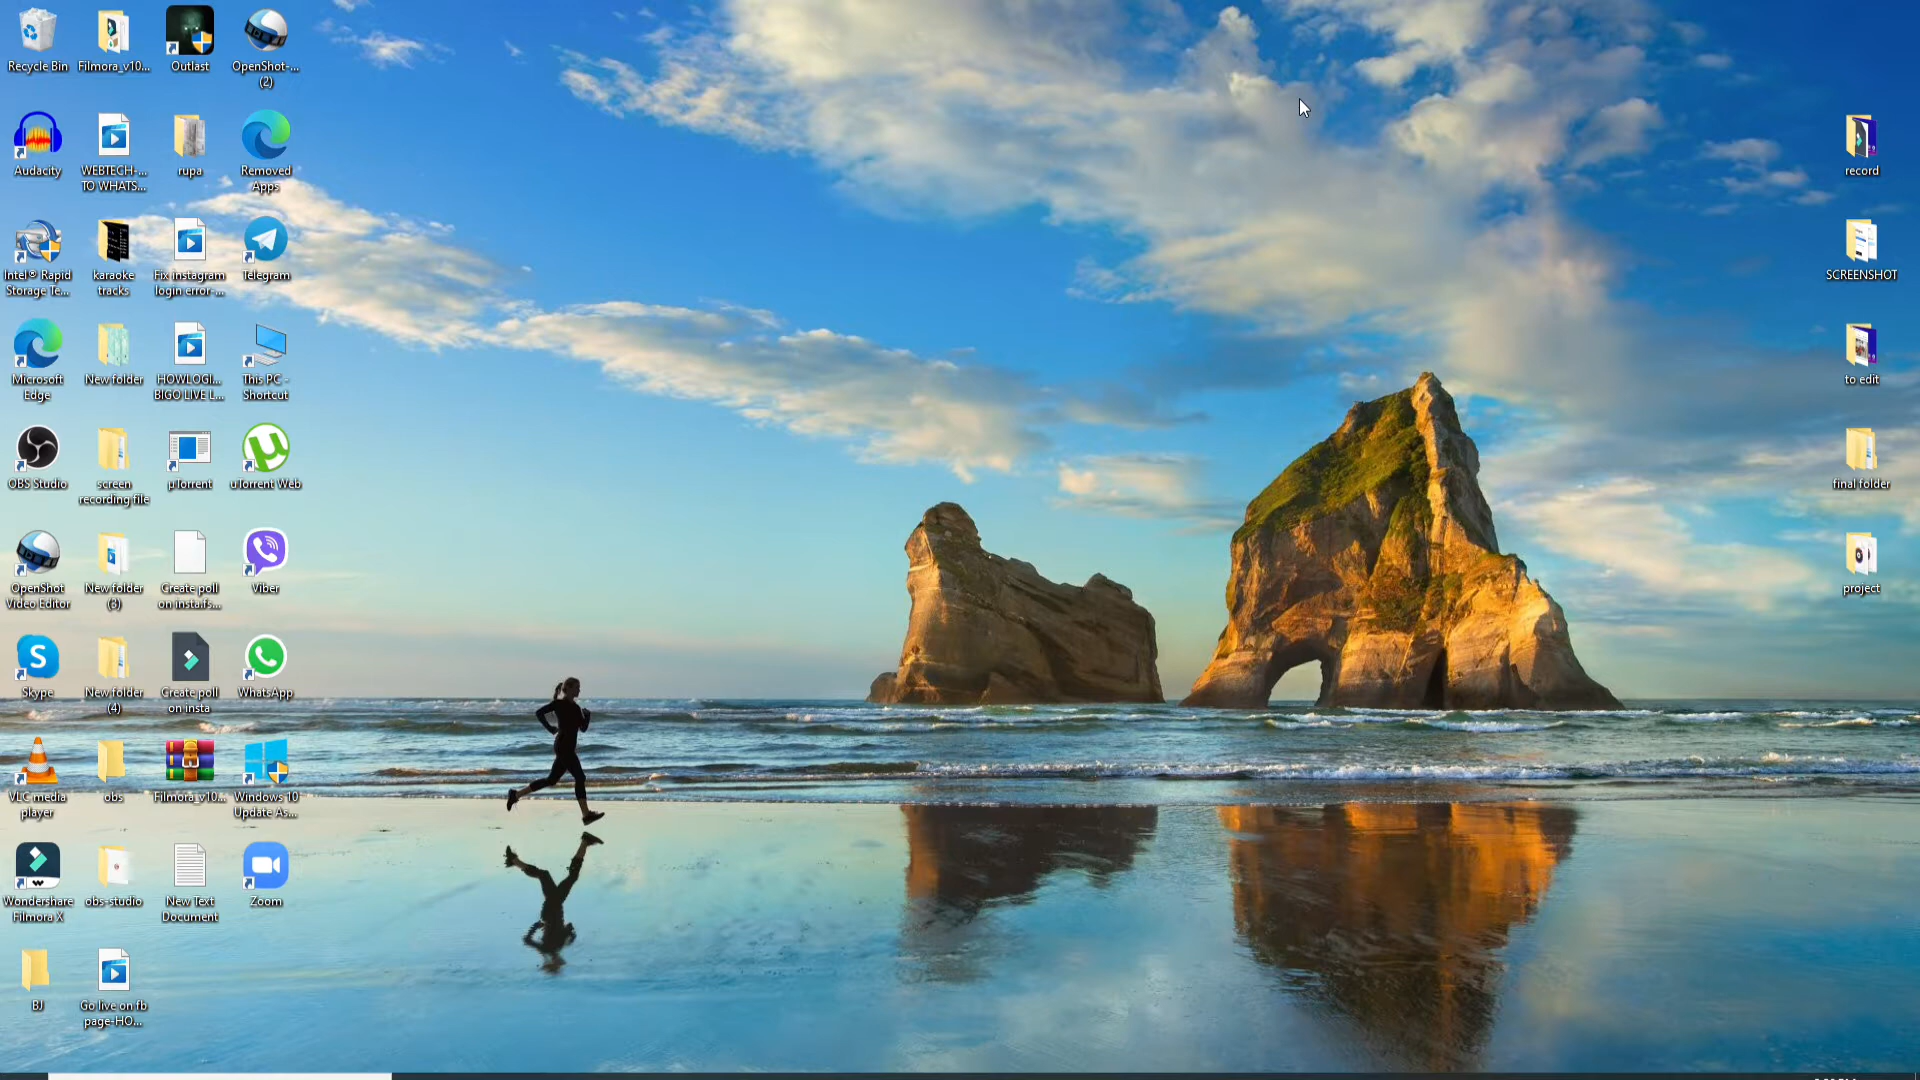 Recycle Bin
Filmora_v10...
Outlast
OpenShot-...
(2)
Audacity
WEBTECH-...
TO WHATS...
rupa
Removed
Apps
record
Intel® Rapid
Storage Te...
karaoke
tracks
Fix instagram
login error-...
Telegram
SCREENSHOT
Microsoft
Edge
New folder
HOWLOGI...
BIGO LIVE L...
This PC -
Shortcut
to edit
OBS Studio
screen
recording file
µTorrent
uTorrent Web
final folder
OpenShot
Video Editor
New folder
(3)
Create poll
on insta.fs...
Viber
project
Skype
New folder
(4)
Create poll
on insta
WhatsApp
VLC media
player
obs
Filmora_v10...
Windows 10
Update As...
Wondershare
Filmora X
obs-studio
New Text
Document
Zoom
BJ
Go live on fb
page-HO...